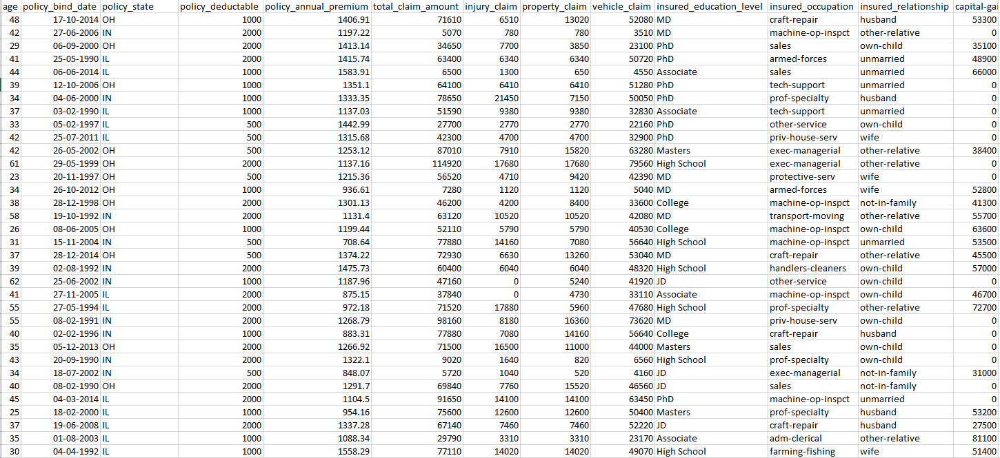 age policy_bind_date policy_state policy_deductable policy_annual_premium total_claim_amount injury_claim property_claim vehicle_claim insured_education_level insured_occupation insured_relationship capital-gai
48 17-10-2014 OH 1000 1406.91 71610 6510 13020 52080 MD craft-repair husband 53300
42 27-06-2006 IN 2000 1197.22 5070 780 780 3510 MD machine-op-inspct other-relative 0
29 06-09-2000 OH 2000 1413.14 34650 7700 3850 23100 PhD sales own-child 35100
41 25-05-1990 IL 2000 1415.74 63400 6340 6340 50720 PhD armed-forces unmarried 48900
44 06-06-2014 IL 1000 1583.91 6500 1300 650 4550 Associate sales unmarried 66000
39 12-10-2006 OH 1000 1351.1 64100 6410 6410 51280 PhD tech-support unmarried 0
34 04-06-2000 IN 1000 1333.35 78650 21450 7150 50050 PhD prof-specialty husband 0
37 03-02-1990 IL 1000 1137.03 51590 9380 9380 32830 Associate tech-support unmarried 0
33 05-02-1997 IL 500 1442.99 27700 2770 2770 22160 PhD other-service own-child 0
42 25-07-2011 IL 500 1315.68 42300 4700 4700 32900 PhD priv-house-serv wife 0
42 26-05-2002 OH 500 1253.12 87010 7910 15820 63280 Masters exec-managerial other-relative 38400
61 29-05-1999 OH 2000 1137.16 114920 17680 17680 79560 High School exec-managerial other-relative 0
23 20-11-1997 OH 500 1215.36 56520 4710 9420 42390 MD protective-serv wife 0
34 26-10-2012 OH 1000 936.61 7280 1120 1120 5040 MD armed-forces wife 52800
38 28-12-1998 OH 2000 1301.13 46200 4200 8400 33600 College machine-op-inspct not-in-family 41300
58 19-10-1992 IN 2000 1131.4 63120 10520 10520 42080 MD transport-moving other-relative 55700
26 08-06-2005 OH 1000 1199.44 52110 5790 5790 40530 College machine-op-inspct own-child 63600
31 15-11-2004 IN 500 708.64 77880 14160 7080 56640 High School machine-op-inspct unmarried 53500
37 28-12-2014 OH 500 1374.22 72930 6630 13260 53040 MD craft-repair other-relative 45500
39 02-08-1992 IN 2000 1475.73 60400 6040 6040 48320 High School handlers-cleaners own-child 57000
62 25-06-2002 IN 1000 1187.96 47160 0 5240 41920 JD other-service own-child 0
41 27-11-2005 IL 2000 875.15 37840 0 4730 33110 Associate machine-op-inspct own-child 46700
55 27-05-1994 IL 2000 972.18 71520 17880 5960 47680 High School prof-specialty other-relative 72700
55 08-02-1991 IN 2000 1268.79 98160 8180 16360 73620 MD priv-house-serv own-child 0
40 02-02-1996 IN 1000 883.31 77880 7080 14160 56640 College craft-repair husband 0
35 05-12-2013 OH 2000 1266.92 71500 16500 11000 44000 Masters sales own-child 0
43 20-09-1990 IN 2000 1322.1 9020 1640 820 6560 High School prof-specialty own-child 0
34 18-07-2002 IN 500 848.07 5720 1040 520 4160 JD exec-managerial not-in-family 31000
40 08-02-1990 OH 2000 1291.7 69840 7760 15520 46560 JD sales not-in-family 0
45 04-03-2014 IL 2000 1104.5 91650 14100 14100 63450 PhD machine-op-inspct unmarried 0
25 18-02-2000 IL 1000 954.16 75600 12600 12600 50400 Masters prof-specialty husband 53200
37 19-06-2008 IL 2000 1337.28 67140 7460 7460 52220 JD craft-repair husband 27500
35 01-08-2003 IL 1000 1088.34 29790 3310 3310 23170 Associate adm-clerical other-relative 81100
30 04-04-1992 IL 1000 1558.29 77110 14020 14020 49070 High School farming-fishing wife 51400